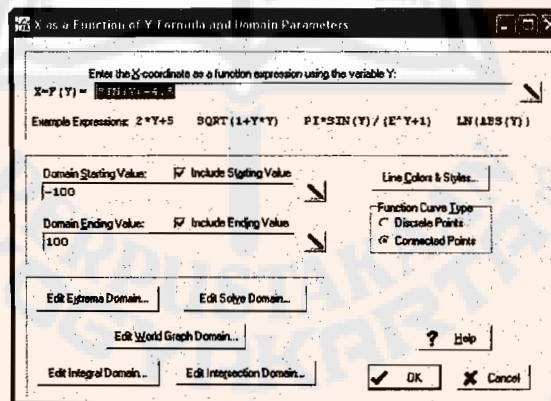 X as a Function of Y Formula and Domain Parameters
Enter the X-coordinate as a function expression using the variable Y:
X=F(Y)=
Example Expressions: 2*Y+5 SQRT(1+Y*Y) PI*SIN(Y)/(E^Y+1) LN(ABS(Y))
Domain Starting Value: Include Starting Value
-100
Domain Ending Value: Include Ending Value
100
Line Colors & Styles...
Function Curve Type
Discrete Points
Connected Points
Edit Extrema Domain... Edit Solve Domain...
Edit World Graph Domain...
Edit Integral Domain... Edit Intersection Domain...
? Help
OK Cancel